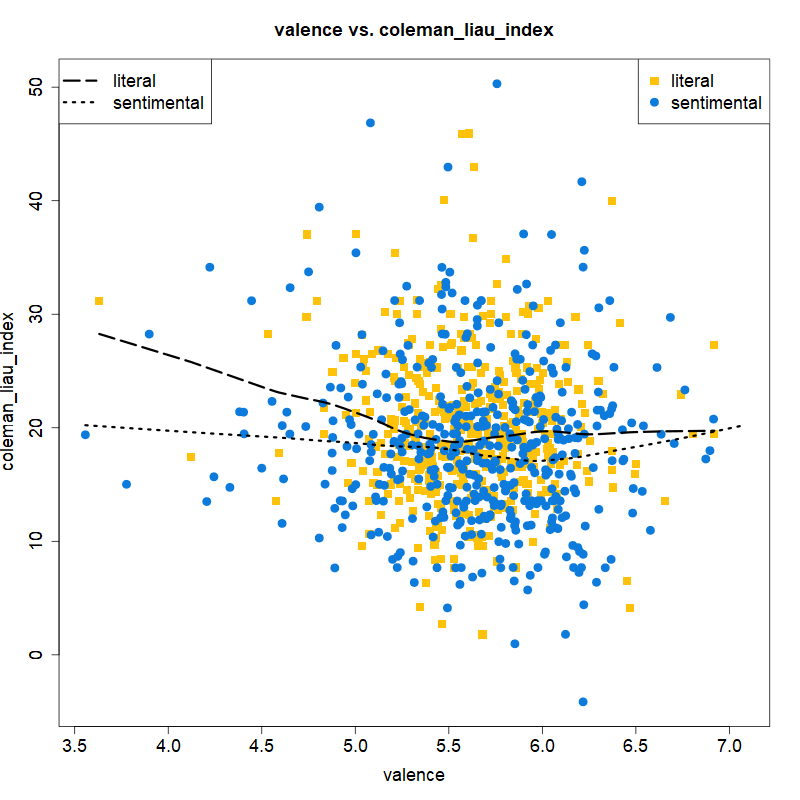 valence vs. coleman_liau_index
literal
sentimental
literal
sentimental
coleman_liau_index
50
40
30
20
10
0
3.5 4.0 4.5 5.0 5.5 6.0 6.5 7.0
valence